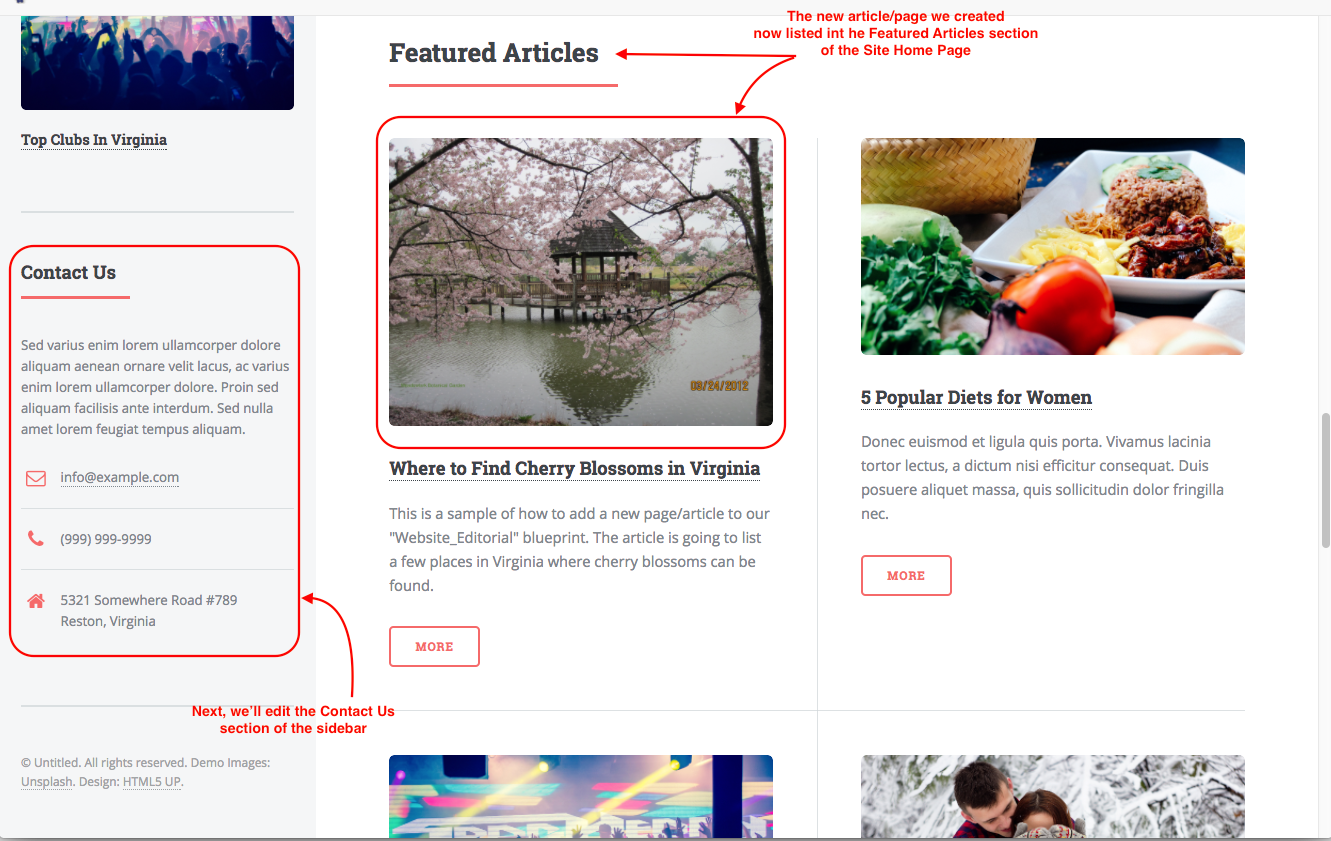 The new article/page we created
now listed int he Featured Articles section
of the Site Home Page
Top Clubs In Virginia
Contact Us
Sed varius enim lorem ullamcorper dolore
aliquam aenean ornare velit lacus, ac varius
enim lorem ullamcorper dolore. Proin sed
aliquam facilisis ante interdum. Sed nulla
amet lorem feugiat tempus aliquam.
info@example.com
(999) 999-9999
5321 Somewhere Road #789
Reston, Virginia
Next, we’ll edit the Contact Us
section of the sidebar
© Untitled. All rights reserved. Demo Images:
Unsplash. Design: HTML5 UP.
Featured Articles
03/24/2012
Where to Find Cherry Blossoms in Virginia
This is a sample of how to add a new page/article to our
"Website_Editorial" blueprint. The article is going to list
a few places in Virginia where cherry blossoms can be
found.
MORE
5 Popular Diets for Women
Donec euismod et ligula quis porta. Vivamus lacinia
tortor lectus, a dictum nisi efficitur consequat. Duis
posuere aliquet massa, quis sollicitudin dolor fringilla
nec.
MORE